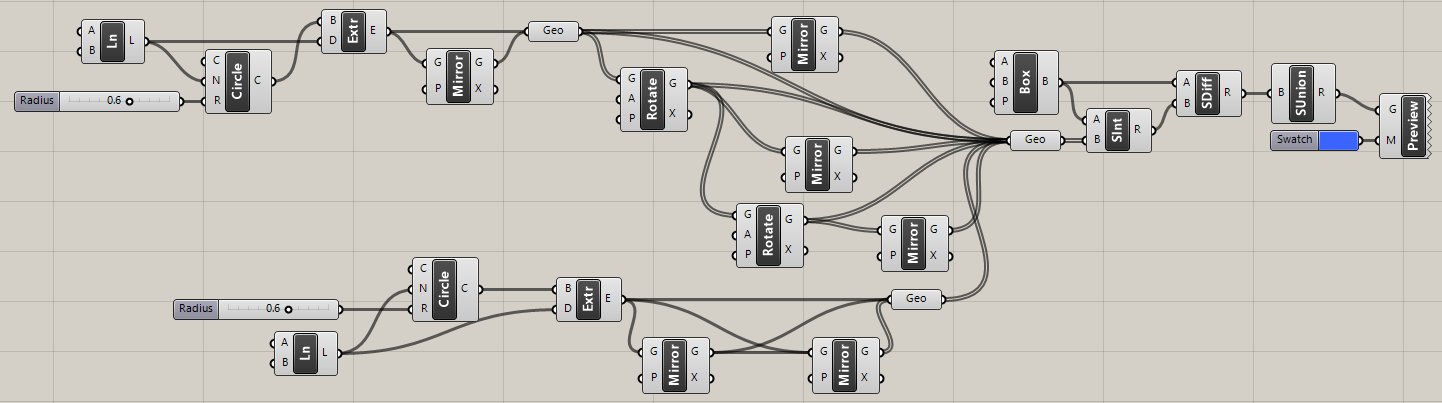 A
B
Ln
L
Radius
0.6
C
N
R
Circle
C
B
D
Extr
E
G
P
Mirror
G
X
Geo
G
P
Mirror
G
X
G
A
P
Rotate
G
X
G
P
Mirror
G
X
G
A
P
Rotate
G
X
G
P
Mirror
G
X
A
B
P
Box
B
Geo
A
B
SInt
R
A
B
SDiff
R
B
SUnion
R
Swatch
G
M
Preview
Radius
0.6
A
B
Ln
L
C
N
R
Circle
C
B
D
Extr
E
G
P
Mirror
G
X
G
P
Mirror
G
X
Geo